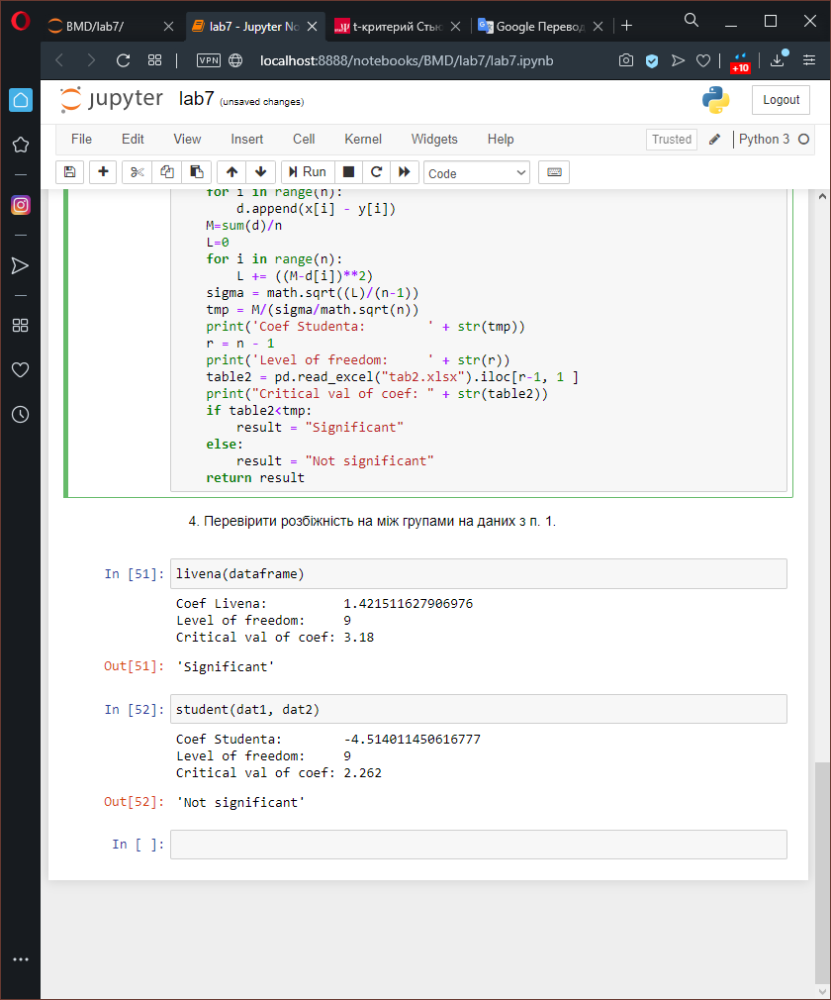 BMD/lab7/
lab7 - Jupyter No
t-критерий Стью
Google Перевод
VPN
localhost:8888/notebooks/BMD/lab7/lab7.ipynb
+10
jupyter lab7 (unsaved changes)
Logout
File Edit View Insert Cell Kernel Widgets Help
Trusted
Python 3
Run
Code
for i in range(n):
d.append(x[i] - y[i])
M=sum(d)/n
L=0
for i in range(n):
L += ((M-d[i])**2)
sigma = math.sqrt((L)/(n-1))
tmp = M/(sigma/math.sqrt(n))
print('Coef Studenta:        ' + str(tmp))
r = n - 1
print('Level of freedom:     ' + str(r))
table2 = pd.read_excel("tab2.xlsx").iloc[r-1, 1 ]
print("Critical val of coef: " + str(table2))
if table2<tmp:
result = "Significant"
else:
result = "Not significant"
return result
4. Перевірити розбіжність на між групами на даних з п. 1.
In [51]: livena(dataframe)
Coef Livena:          1.421511627906976
Level of freedom:     9
Critical val of coef: 3.18
Out[51]: 'Significant'
In [52]: student(dat1, dat2)
Coef Studenta:        -4.514011450616777
Level of freedom:     9
Critical val of coef: 2.262
Out[52]: 'Not significant'
In [ ]: